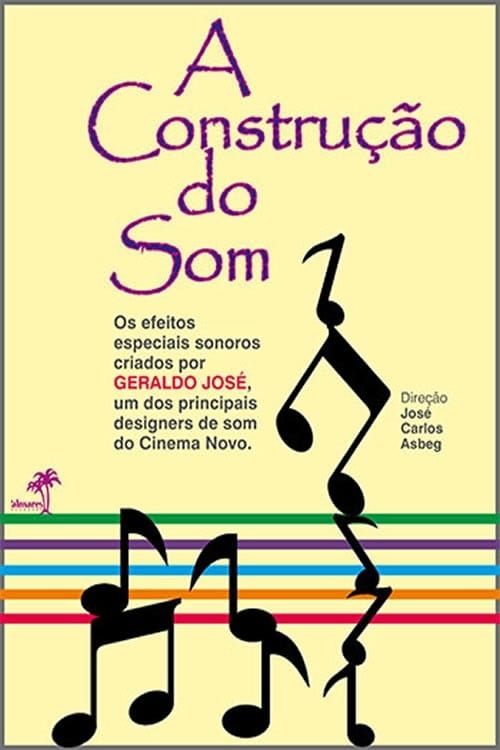 A
Construção
do
Som
Os efeitos
especiais sonoros
criados por
GERALDO JOSÉ,
um dos principais
designers de som
do Cinema Novo.
Direção
José
Carlos
Asbeg